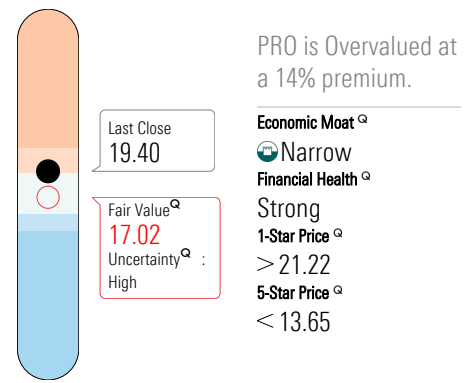 PRO is Overvalued at
a 14% premium.
Last Close
19.40
Fair Value Q
17.02
Uncertainty Q :
High
Economic Moat Q
Narrow
Financial Health Q
Strong
1-Star Price Q
>21.22
5-Star Price Q
<13.65